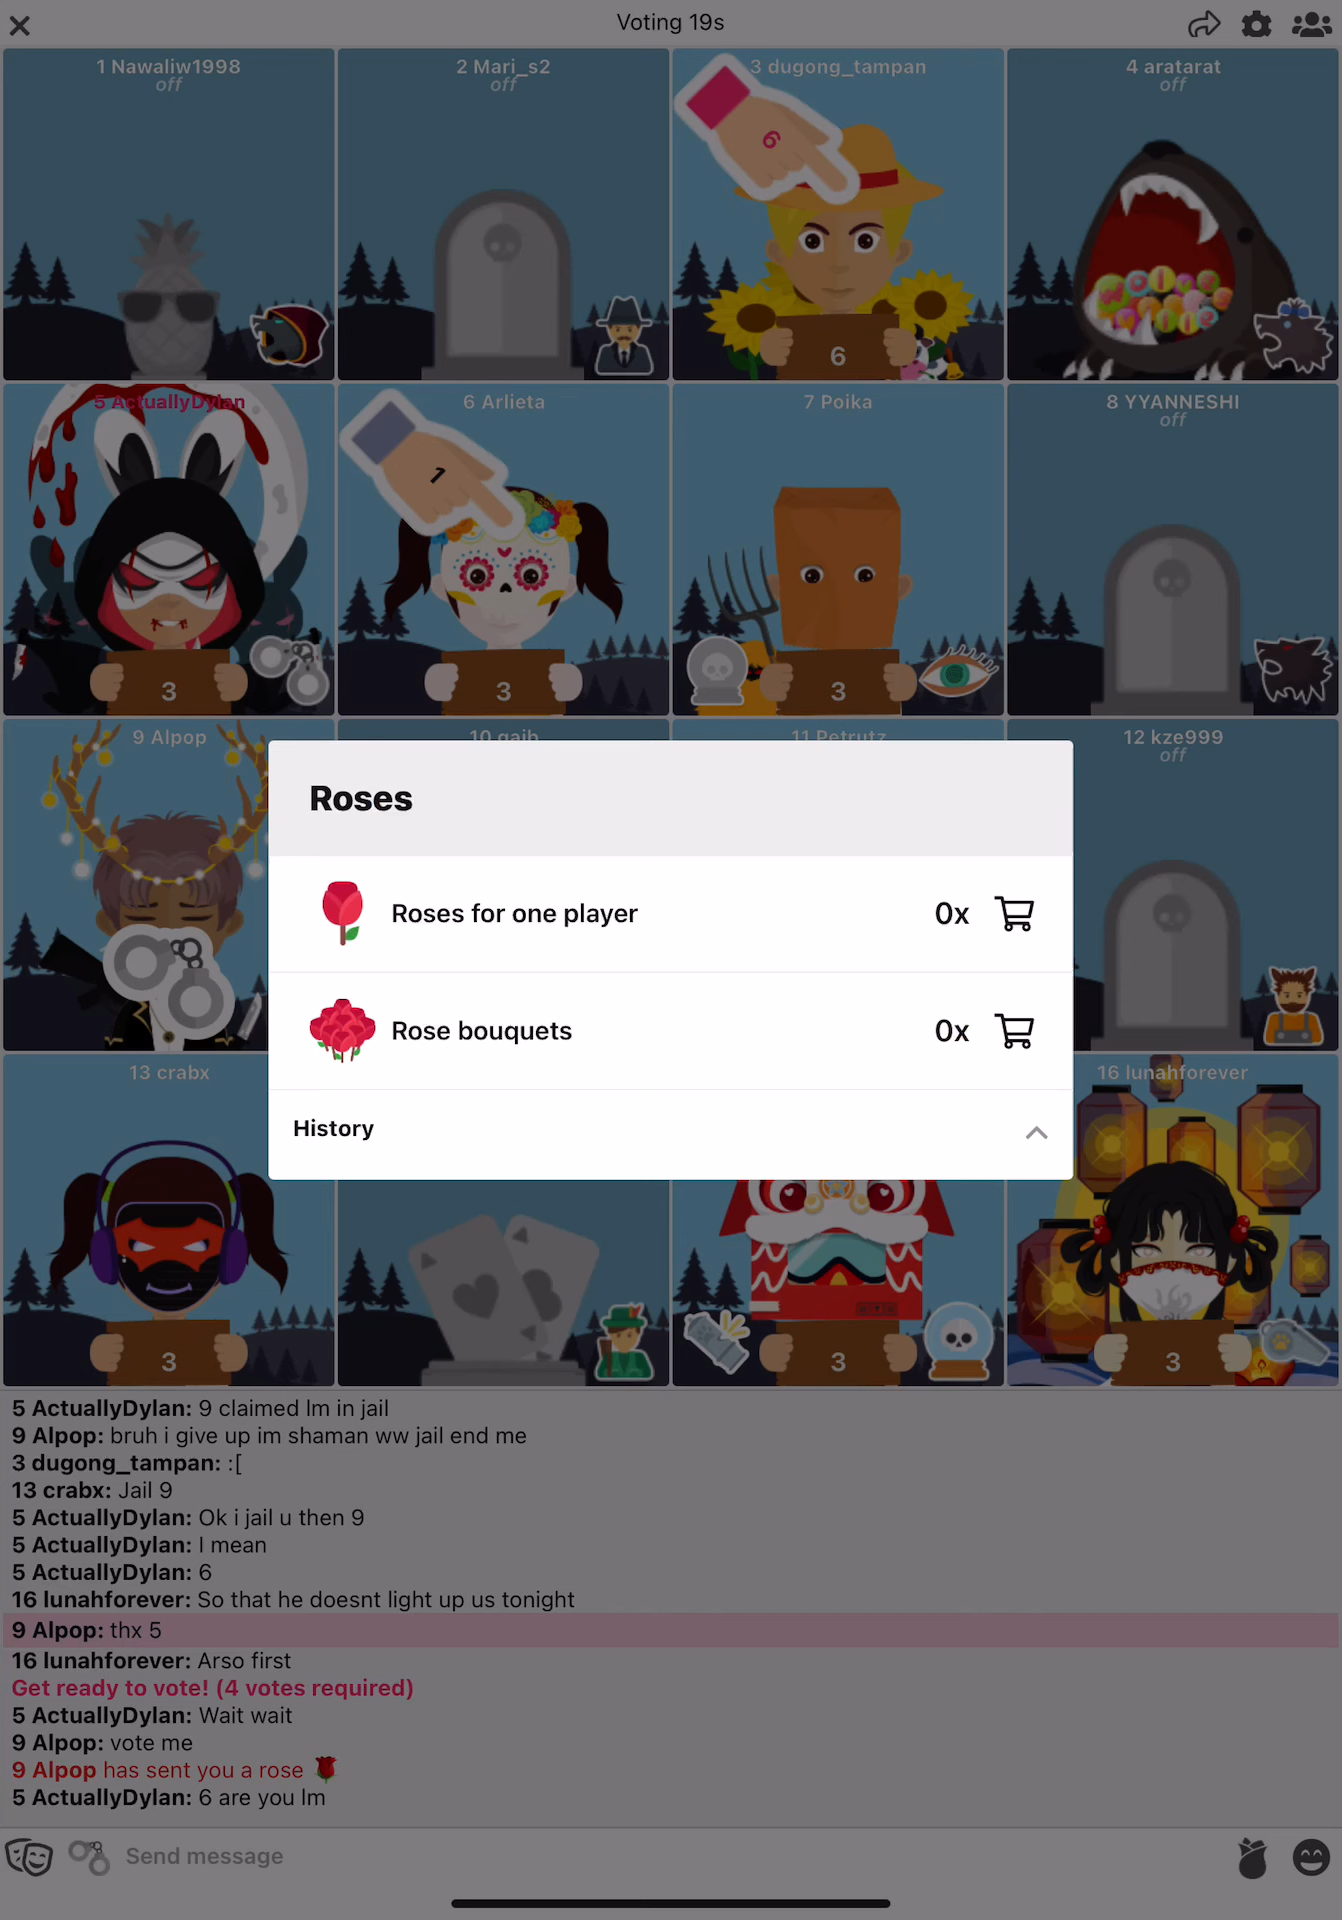 Voting 19s
1 Nawaliw1998
off
2 Mari_s2
off
3 dugong_tampan
4 aratarat
off
6
6
5 ActuallyDylan
6 Arlieta
7 Poika
8 YYANNESHI
off
1
3
3
3
9 Alpop
10 gaib
11 Petrutz
12 kze999
off
Roses
Roses for one player 0x
Rose bouquets 0x
History
13 crabx
16 lunahforever
3
3
3
5 ActuallyDylan: 9 claimed lm in jail
9 Alpop: bruh i give up im shaman ww jail end me
3 dugong_tampan: :[
13 crabx: Jail 9
5 ActuallyDylan: Ok i jail u then 9
5 ActuallyDylan: I mean
5 ActuallyDylan: 6
16 lunahforever: So that he doesnt light up us tonight
9 Alpop: thx 5
16 lunahforever: Arso first
Get ready to vote! (4 votes required)
5 ActuallyDylan: Wait wait
9 Alpop: vote me
9 Alpop has sent you a rose
5 ActuallyDylan: 6 are you lm
Send message